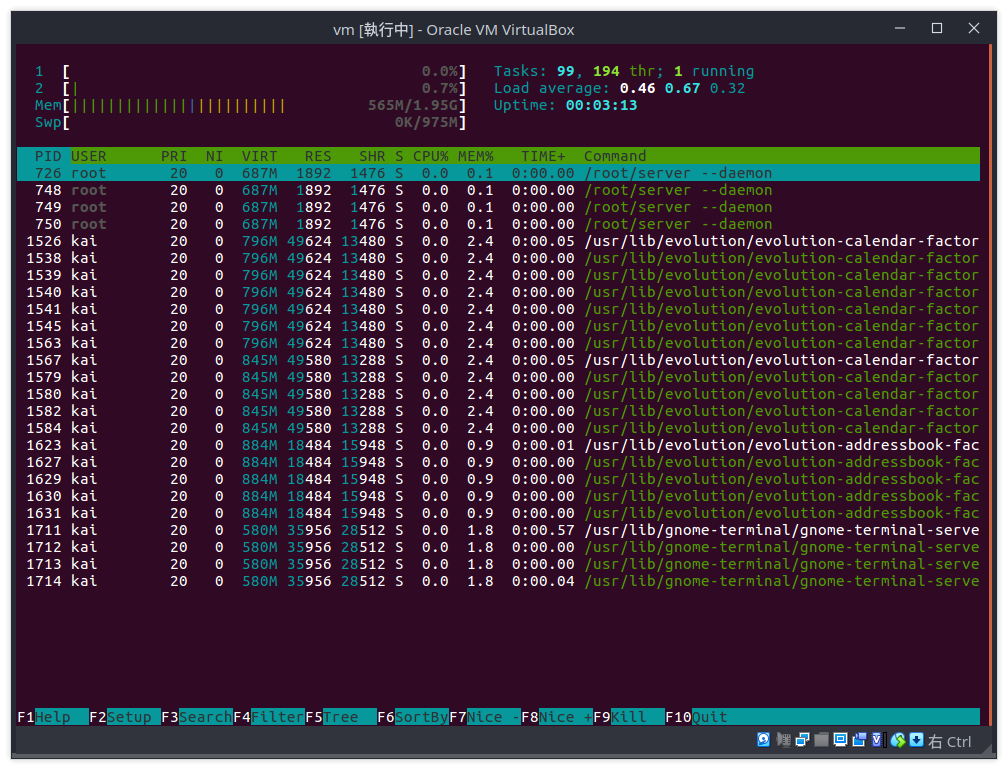 vm [執行中] - Oracle VM VirtualBox
1 [ 0.0%] Tasks: 99, 194 thr; 1 running
2 [| 0.7%] Load average: 0.46 0.67 0.32
Mem[|||||||||||||||||||||||| 565M/1.95G] Uptime: 00:03:13
Swp[ 0K/975M]
PID USER PRI NI VIRT RES SHR S CPU% MEM% TIME+ Command
726 root 20 0 687M 1892 1476 S 0.0 0.1 0:00.00 /root/server --daemon
748 root 20 0 687M 1892 1476 S 0.0 0.1 0:00.00 /root/server --daemon
749 root 20 0 687M 1892 1476 S 0.0 0.1 0:00.00 /root/server --daemon
750 root 20 0 687M 1892 1476 S 0.0 0.1 0:00.00 /root/server --daemon
1526 kai 20 0 796M 49624 13480 S 0.0 2.4 0:00.05 /usr/lib/evolution/evolution-calendar-factor
1538 kai 20 0 796M 49624 13480 S 0.0 2.4 0:00.00 /usr/lib/evolution/evolution-calendar-factor
1539 kai 20 0 796M 49624 13480 S 0.0 2.4 0:00.00 /usr/lib/evolution/evolution-calendar-factor
1540 kai 20 0 796M 49624 13480 S 0.0 2.4 0:00.00 /usr/lib/evolution/evolution-calendar-factor
1541 kai 20 0 796M 49624 13480 S 0.0 2.4 0:00.00 /usr/lib/evolution/evolution-calendar-factor
1545 kai 20 0 796M 49624 13480 S 0.0 2.4 0:00.00 /usr/lib/evolution/evolution-calendar-factor
1563 kai 20 0 796M 49624 13480 S 0.0 2.4 0:00.00 /usr/lib/evolution/evolution-calendar-factor
1567 kai 20 0 845M 49580 13288 S 0.0 2.4 0:00.05 /usr/lib/evolution/evolution-calendar-factor
1579 kai 20 0 845M 49580 13288 S 0.0 2.4 0:00.00 /usr/lib/evolution/evolution-calendar-factor
1580 kai 20 0 845M 49580 13288 S 0.0 2.4 0:00.00 /usr/lib/evolution/evolution-calendar-factor
1582 kai 20 0 845M 49580 13288 S 0.0 2.4 0:00.00 /usr/lib/evolution/evolution-calendar-factor
1584 kai 20 0 845M 49580 13288 S 0.0 2.4 0:00.00 /usr/lib/evolution/evolution-calendar-factor
1623 kai 20 0 884M 18484 15948 S 0.0 0.9 0:00.01 /usr/lib/evolution/evolution-addressbook-fac
1627 kai 20 0 884M 18484 15948 S 0.0 0.9 0:00.00 /usr/lib/evolution/evolution-addressbook-fac
1629 kai 20 0 884M 18484 15948 S 0.0 0.9 0:00.00 /usr/lib/evolution/evolution-addressbook-fac
1630 kai 20 0 884M 18484 15948 S 0.0 0.9 0:00.00 /usr/lib/evolution/evolution-addressbook-fac
1631 kai 20 0 884M 18484 15948 S 0.0 0.9 0:00.00 /usr/lib/evolution/evolution-addressbook-fac
1711 kai 20 0 580M 35956 28512 S 0.0 1.8 0:00.57 /usr/lib/gnome-terminal/gnome-terminal-serve
1712 kai 20 0 580M 35956 28512 S 0.0 1.8 0:00.00 /usr/lib/gnome-terminal/gnome-terminal-serve
1713 kai 20 0 580M 35956 28512 S 0.0 1.8 0:00.00 /usr/lib/gnome-terminal/gnome-terminal-serve
1714 kai 20 0 580M 35956 28512 S 0.0 1.8 0:00.04 /usr/lib/gnome-terminal/gnome-terminal-serve
F1Help F2Setup F3SearchF4FilterF5Tree F6SortByF7Nice -F8Nice +F9Kill F10Quit
右 Ctrl